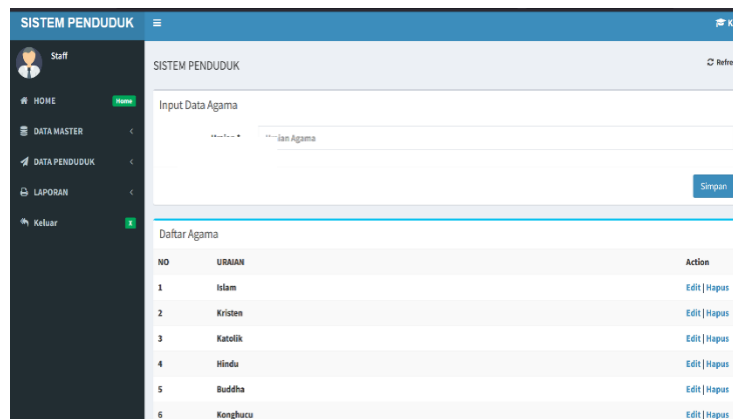 SISTEM PENDUDUK
Staff
HOME Home
DATA MASTER
DATA PENDUDUK
LAPORAN
Keluar x
SISTEM PENDUDUK
Input Data Agama
Agama
Simpan
Daftar Agama
NO URAIAN Action
1 Islam Edit | Hapus
2 Kristen Edit | Hapus
3 Katolik Edit | Hapus
4 Hindu Edit | Hapus
5 Buddha Edit | Hapus
6 Konghucu Edit | Hapus